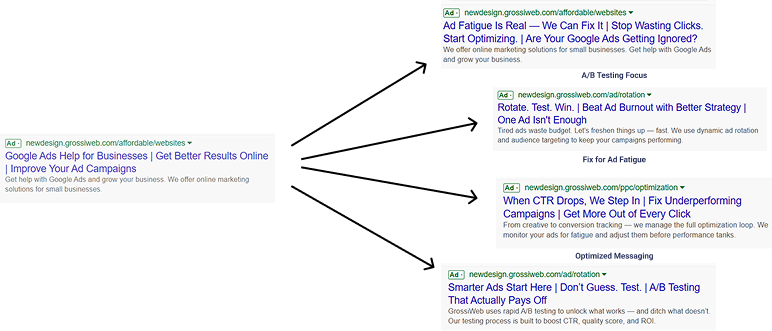 Ad · newdesign.grossiweb.com/affordable/websites
Google Ads Help for Businesses | Get Better Results Online
| Improve Your Ad Campaigns
Get help with Google Ads and grow your business. We offer online marketing
solutions for small businesses.
Ad · newdesign.grossiweb.com/affordable/websites
Ad Fatigue Is Real — We Can Fix It | Stop Wasting Clicks.
Start Optimizing. | Are Your Google Ads Getting Ignored?
We offer online marketing solutions for small businesses. Get help with Google Ads
and grow your business.
A/B Testing Focus
Ad · newdesign.grossiweb.com/ad/rotation
Rotate. Test. Win. | Beat Ad Burnout with Better Strategy |
One Ad Isn't Enough
Tired ads waste budget. Let's freshen things up — fast. We use dynamic ad rotation
and audience targeting to keep your campaigns performing.
Fix for Ad Fatigue
Ad · newdesign.grossiweb.com/ppc/optimization
When CTR Drops, We Step In | Fix Underperforming
Campaigns | Get More Out of Every Click
From creative to conversion tracking — we manage the full optimization loop. We
monitor your ads for fatigue and adjust them before performance tanks.
Optimized Messaging
Ad · newdesign.grossiweb.com/ad/rotation
Smarter Ads Start Here | Don't Guess. Test. | A/B Testing
That Actually Pays Off
GrossiWeb uses rapid A/B testing to unlock what works — and ditch what doesn't.
Our testing process is built to boost CTR, quality score, and ROI.